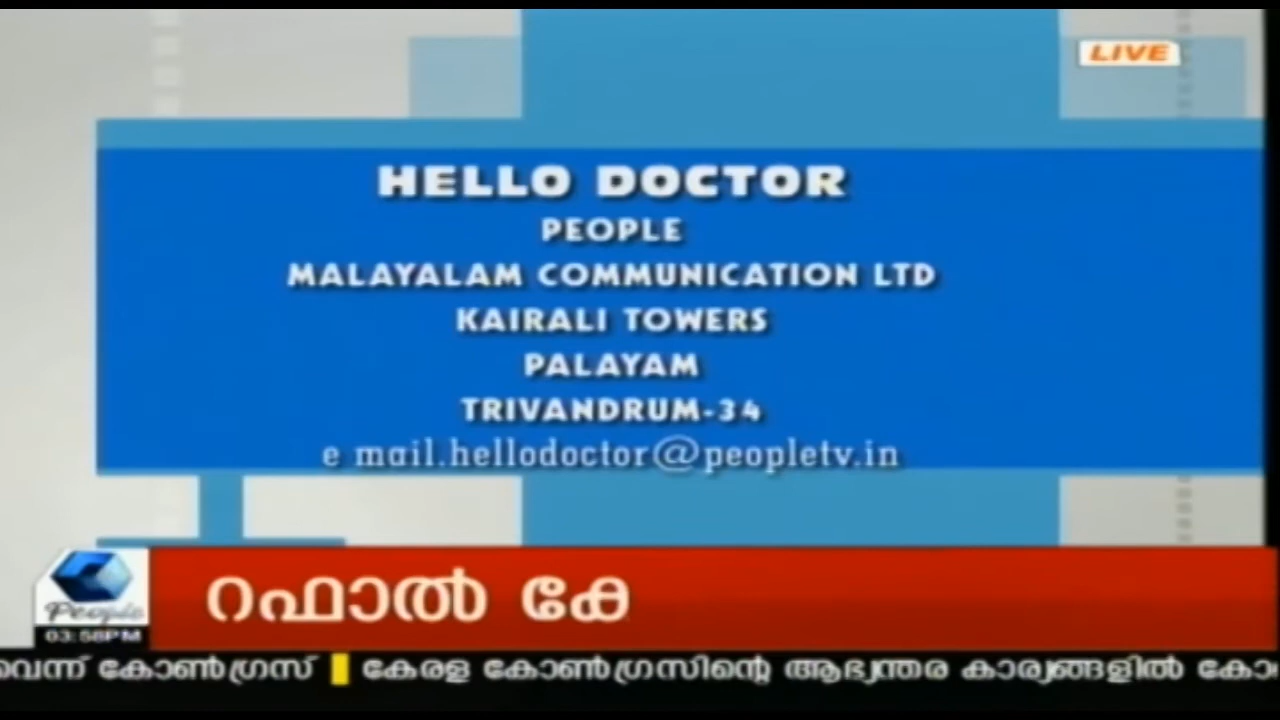 LIVE
HELLO DOCTOR
PEOPLE
MALAYALAM COMMUNICATION LTD
KAIRALI TOWERS
PALAYAM
TRIVANDRUM-34
e mail.hellodoctor@peopletv.in
റഫാൽ കേ
People
03:58PM
കോൺഗ്രസ് കേരള കോൺഗ്രസിന്റെ ആഭ്യന്തര കാര്യങ്ങളിൽ